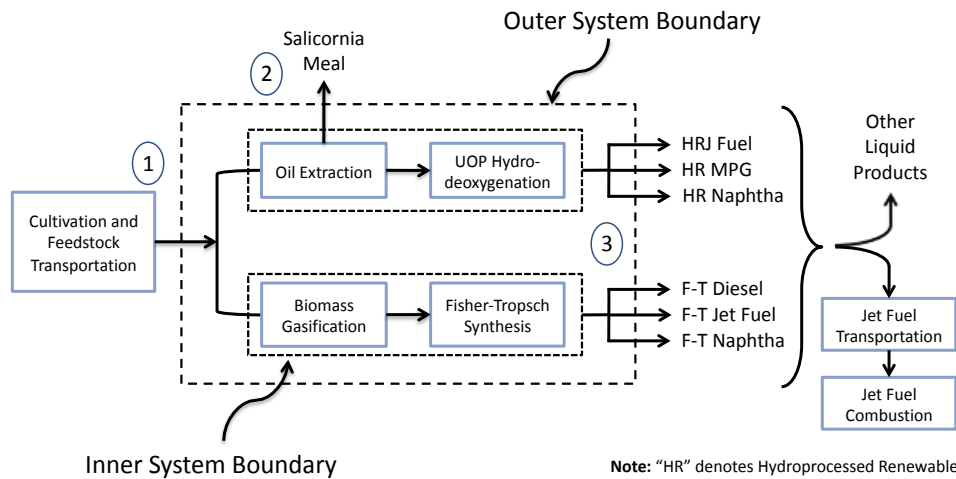 Outer System Boundary
Salicornia
Meal
2
1
Oil Extraction
UOP Hydro-
deoxygenation
HRJ Fuel
HR MPG
HR Naphtha
Other
Liquid
Products
Cultivation and
Feedstock
Transportation
3
Biomass
Gasification
Fisher-Tropsch
Synthesis
F-T Diesel
F-T Jet Fuel
F-T Naphtha
Jet Fuel
Transportation
Jet Fuel
Combustion
Inner System Boundary
Note: “HR” denotes Hydroprocessed Renewable